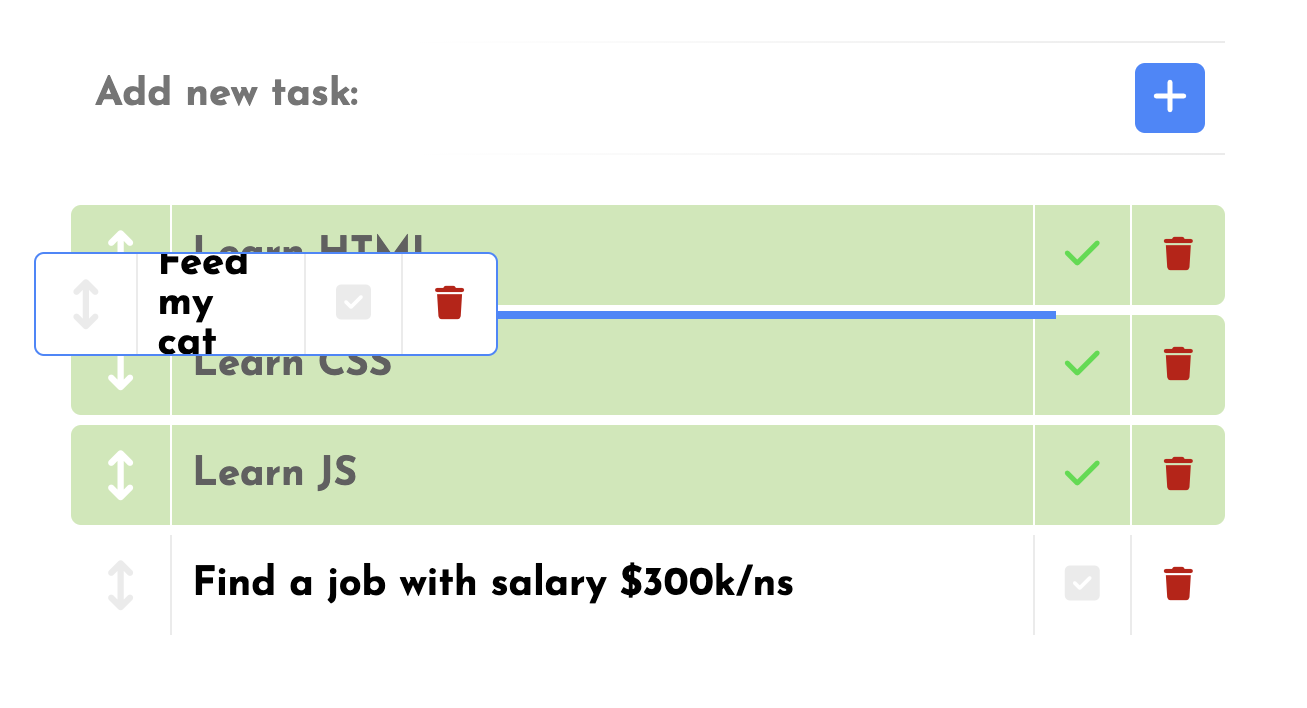 Add new task:
Learn HTML
Feed
my
cat
Learn CSS
Learn JS
Find a job with salary $300k/ns